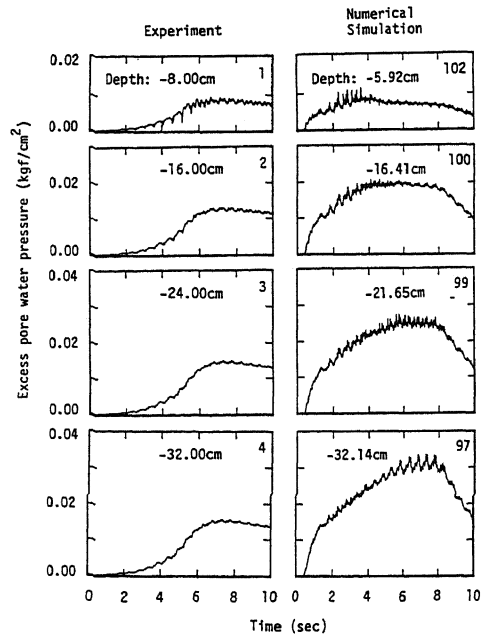 Experiment
Numerical
Simulation
Excess pore water pressure (kgf/cm²)
0.02
0.00
Depth: -8.00cm
1
Depth: -5.92cm
102
0.02
0.00
-16.00cm
2
-16.41cm
100
0.04
0.02
0.00
-24.00cm
3
-21.65cm
99
0.04
0.02
0.00
-32.00cm
4
-32.14cm
97
0 2 4 6 8 10
0 2 4 6 8 10
Time (sec)